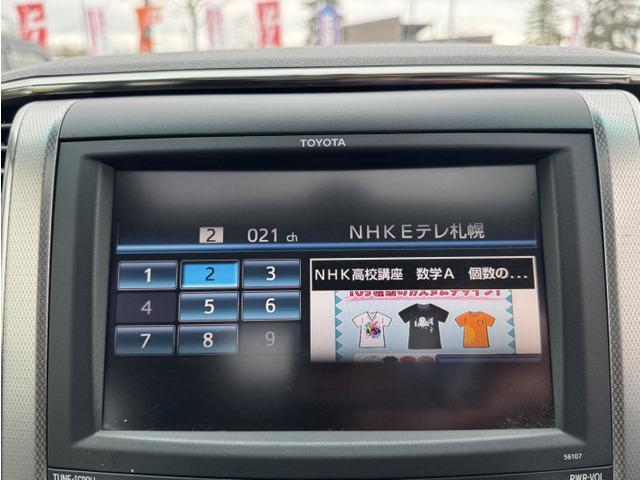 TOYOTA
2 021 ch NHKEテレ札幌
1 2 3
4 5 6
7 8 9
NHK高校講座 数学A 個数の...
56107
TUNE・SCROLL
PWR・VOL